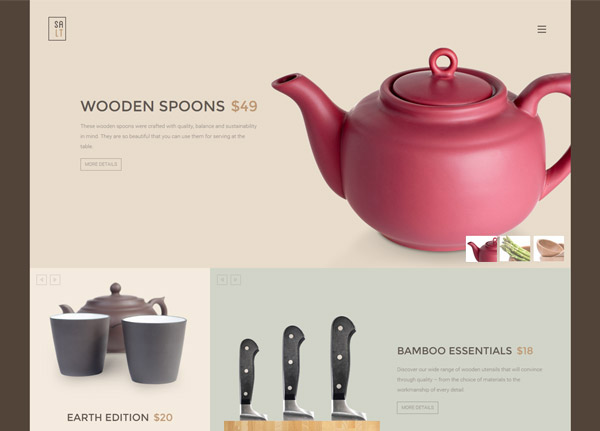 SA
LT
WOODEN SPOONS $49
These wooden spoons were crafted with quality, balance and sustainability
in mind. They are so beautiful that you can use them for serving at the
table.
MORE DETAILS
EARTH EDITION $20
BAMBOO ESSENTIALS $18
Discover our wide range of wooden utensils that will convince
through quality – from the choice of materials to the
workmanship of every detail.
MORE DETAILS